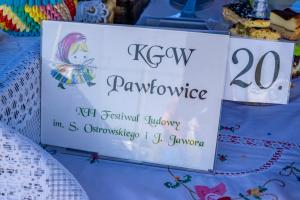 KGW
Pawłowice
20.
XII Festiwal Ludowy
im. S. Ostrowskiego i J. Jawora